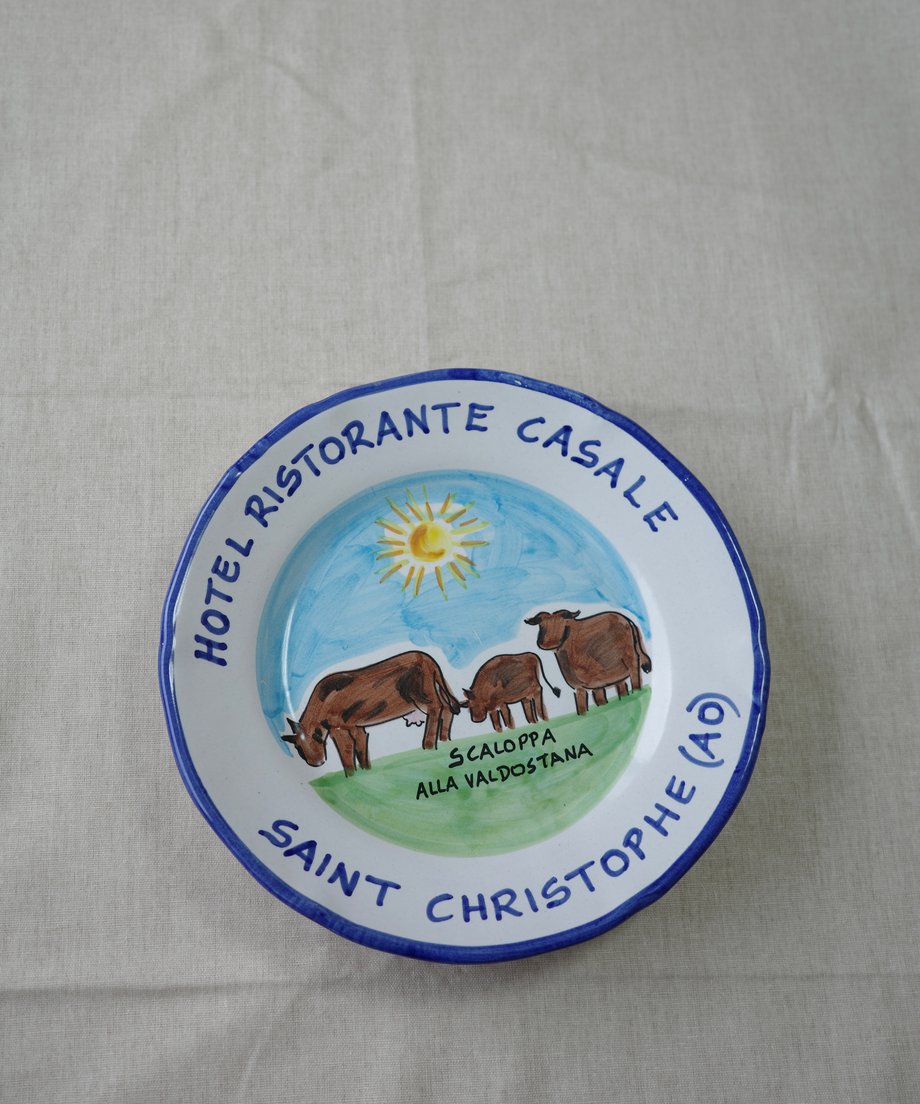 HOTEL RISTORANTE CASALE
SCALOPPA
ALLA VALDOSTANA
SAINT CHRISTOPHE (AO)